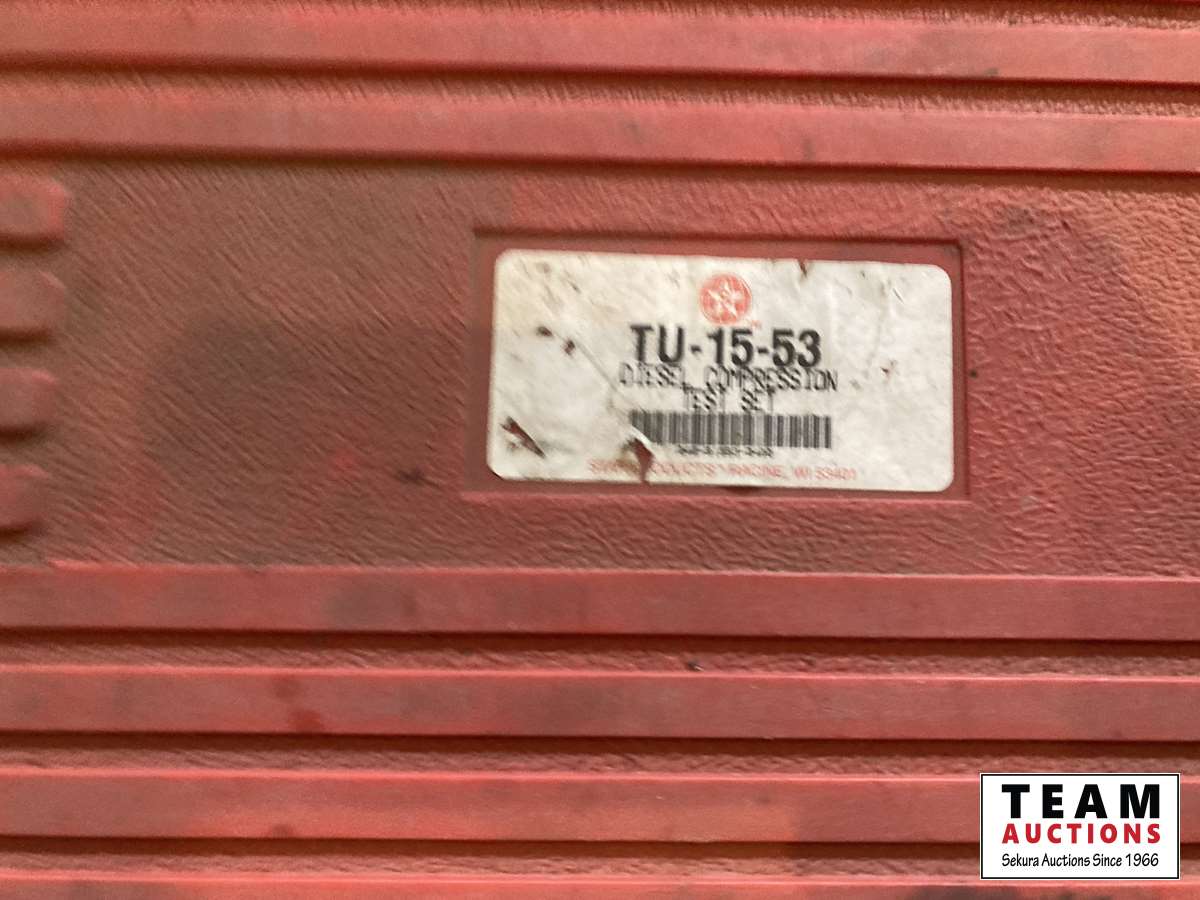 TU-15-53
DIESEL COMPRESSION
TEST SET
RACINE, WI 53401
TEAM
AUCTIONS
Sekura Auctions Since 1966